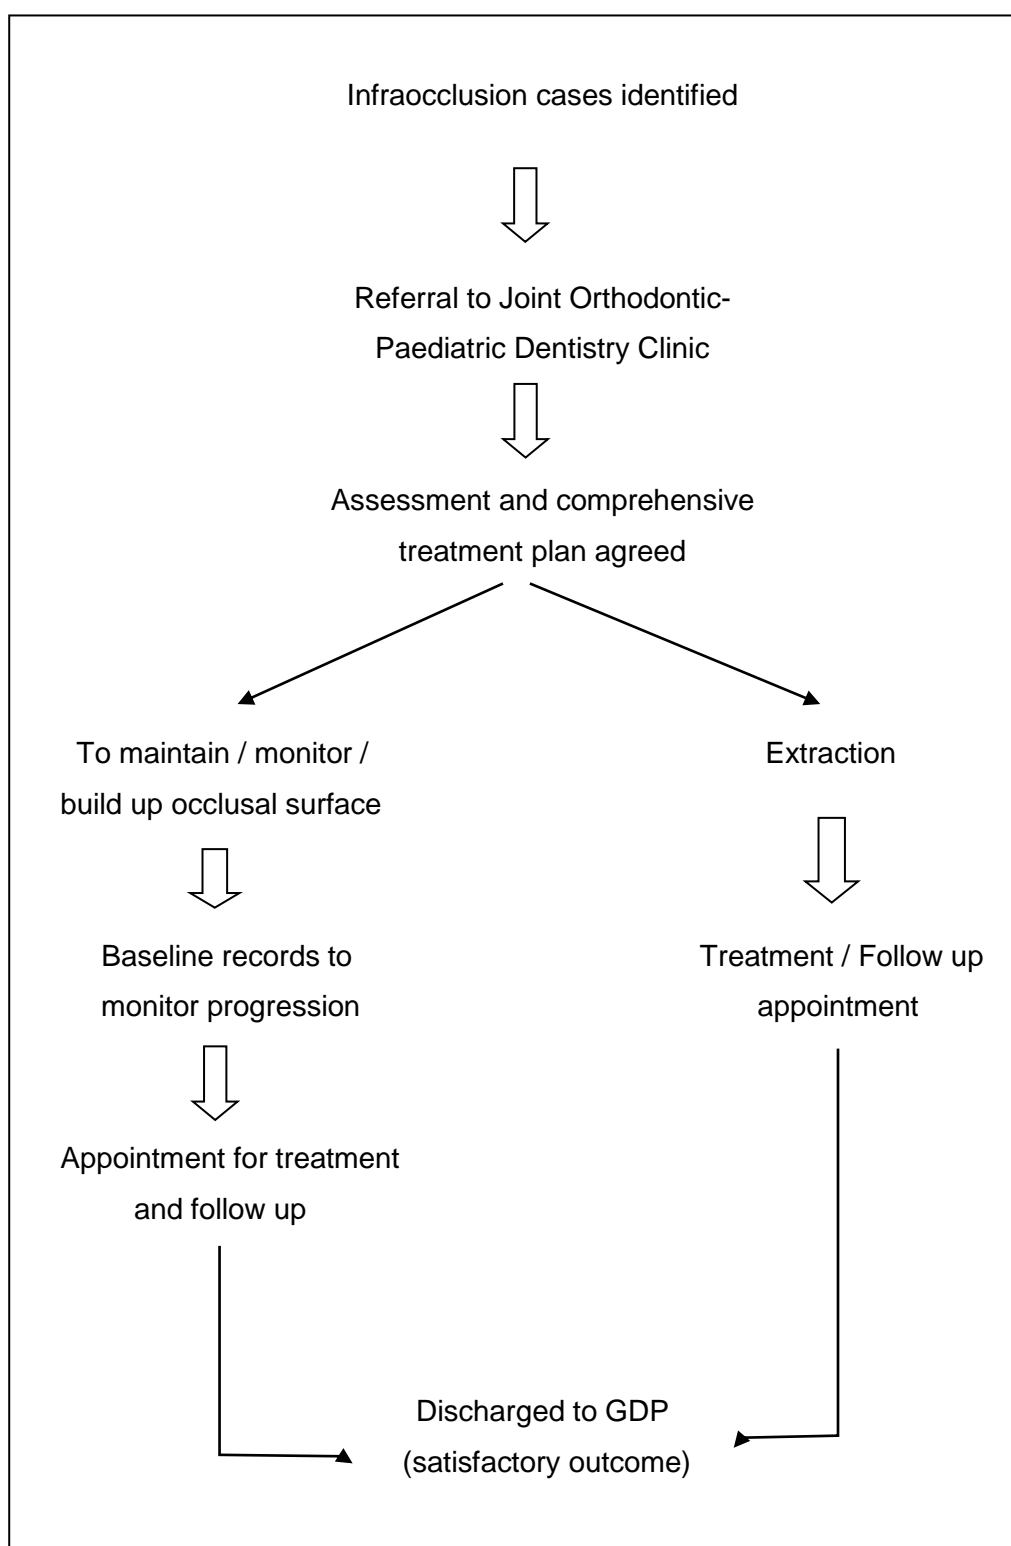 Infraocclusion cases identified
Referral to Joint Orthodontic-
Paediatric Dentistry Clinic
Assessment and comprehensive
treatment plan agreed
To maintain / monitor /
build up occlusal surface
Extraction
Baseline records to
monitor progression
Treatment / Follow up
appointment
Appointment for treatment
and follow up
Discharged to GDP
(satisfactory outcome)